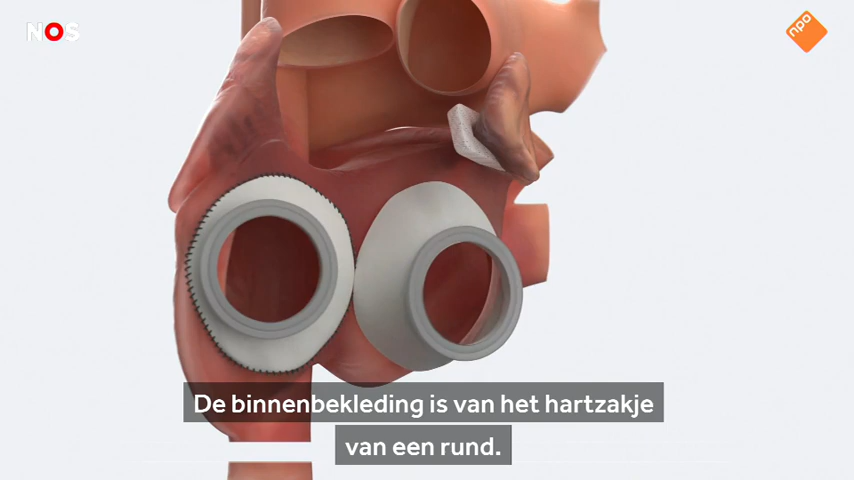 NOS
npo
De binnenbekleding is van het hartzakje
van een rund.